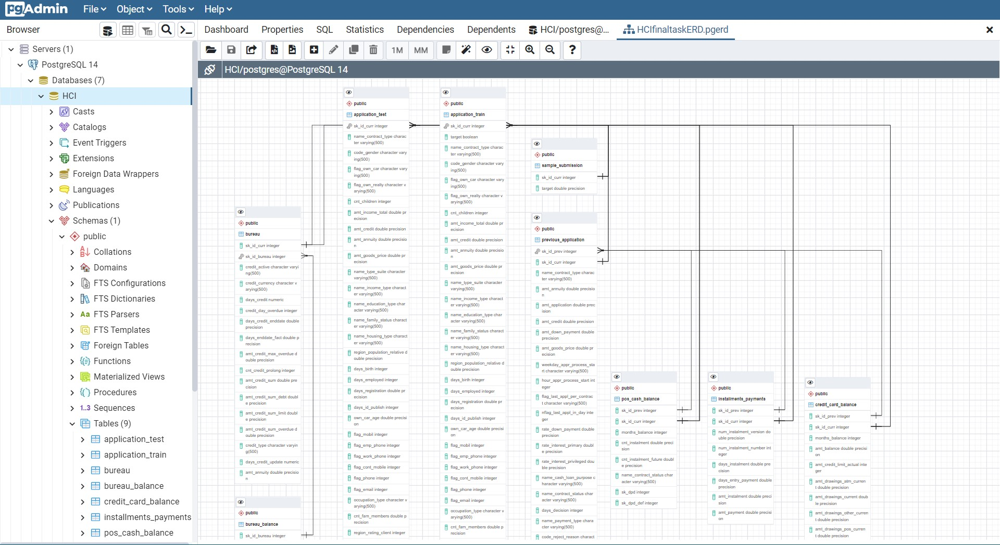 pgAdmin
File
Object
Tools
Help
Browser
Dashboard
Properties
SQL
Statistics
Dependencies
Dependents
HCI/postgres@...
HCIfinaltaskERD.pgerd
1M
MM
HCI/postgres@PostgreSQL 14
Servers (1)
PostgreSQL 14
Databases (7)
HCI
Casts
Catalogs
Event Triggers
Extensions
Foreign Data Wrappers
Languages
Publications
Schemas (1)
public
Collations
Domains
FTS Configurations
FTS Dictionaries
Aa FTS Parsers
FTS Templates
Foreign Tables
Functions
Materialized Views
Procedures
1..3 Sequences
Tables (9)
application_test
application_train
bureau
bureau_balance
credit_card_balance
installments_payments
pos_cash_balance
public
bureau
sk_id_curr integer
sk_id_bureau integer
credit_active character varyi
ng(500)
credit_currency character v
arying(500)
days_credit numeric
credit_day_overdue integer
days_credit_enddate double
precision
days_enddate_fact double p
recision
amt_credit_max_overdue d
ouble precision
cnt_credit_prolong integer
amt_credit_sum double pre
cision
amt_credit_sum_debt doubl
e precision
amt_credit_sum_limit doubl
e precision
amt_credit_sum_overdue d
ouble precision
credit_type character varyin
g(500)
days_credit_update numeric
amt_annuity double precisio
n
public
bureau_balance
sk_id_bureau integer
public
application_test
sk_id_curr integer
name_contract_type charac
ter varying(500)
code_gender character vary
ing(500)
flag_own_car character vary
ing(500)
flag_own_realty character v
arying(500)
cnt_children integer
amt_income_total double pr
ecision
amt_credit double precision
amt_annuity double precisio
n
amt_goods_price double pr
ecision
name_type_suite character
varying(500)
name_income_type charact
er varying(500)
name_education_type char
acter varying(500)
name_family_status charact
er varying(500)
name_housing_type charact
er varying(500)
region_population_relative d
ouble precision
days_birth integer
days_employed integer
days_registration double pr
ecision
days_id_publish integer
own_car_age double precisi
on
flag_mobil integer
flag_emp_phone integer
flag_work_phone integer
flag_cont_mobile integer
flag_phone integer
flag_email integer
occupation_type character v
arying(500)
cnt_fam_members double p
recision
region_rating_client integer
public
application_train
sk_id_curr integer
target boolean
name_contract_type charac
ter varying(500)
code_gender character vary
ing(500)
flag_own_car character vary
ing(500)
flag_own_realty character v
arying(500)
cnt_children integer
amt_income_total double pr
ecision
amt_credit double precision
amt_annuity double precisio
n
amt_goods_price double pr
ecision
name_type_suite character
varying(500)
name_income_type charact
er varying(500)
name_education_type char
acter varying(500)
name_family_status charact
er varying(500)
name_housing_type charact
er varying(500)
region_population_relative d
ouble precision
days_birth integer
days_employed integer
days_registration double pr
ecision
days_id_publish integer
own_car_age double precisi
on
flag_mobil integer
flag_emp_phone integer
flag_work_phone integer
flag_cont_mobile integer
flag_phone integer
flag_email integer
occupation_type character v
arying(500)
cnt_fam_members double p
recision
public
sample_submission
sk_id_curr integer
target double precision
public
previous_application
sk_id_prev integer
sk_id_curr integer
name_contract_type charac
ter varying(500)
amt_annuity double precisio
n
amt_application double prec
ision
amt_credit double precision
amt_down_payment double
precision
amt_goods_price double pr
ecision
weekday_appr_process_sta
rt character varying(500)
hour_appr_process_start int
eger
flag_last_appl_per_contrac
t character varying(500)
nflag_last_appl_in_day inte
ger
rate_down_payment double
precision
rate_interest_primary doubl
e precision
rate_interest_privileged dou
ble precision
name_cash_loan_purpose c
haracter varying(500)
name_contract_status char
acter varying(500)
days_decision integer
name_payment_type chara
cter varying(500)
code_reject_reason charact
public
pos_cash_balance
sk_id_prev integer
sk_id_curr integer
months_balance integer
cnt_instalment double preci
sion
cnt_instalment_future doubl
e precision
name_contract_status char
acter varying(500)
sk_dpd integer
sk_dpd_def integer
public
installments_payments
sk_id_prev integer
sk_id_curr integer
num_instalment_version do
uble precision
num_instalment_number int
eger
days_instalment double pre
cision
days_entry_payment double
precision
amt_instalment double preci
sion
amt_payment double precisi
on
public
credit_card_balance
sk_id_prev integer
sk_id_curr integer
months_balance integer
amt_balance double precisi
on
amt_credit_limit_actual inte
ger
amt_drawings_atm_curren
t double precision
amt_drawings_current doub
le precision
amt_drawings_other_curren
t double precision
amt_drawings_pos_curren
t double precision